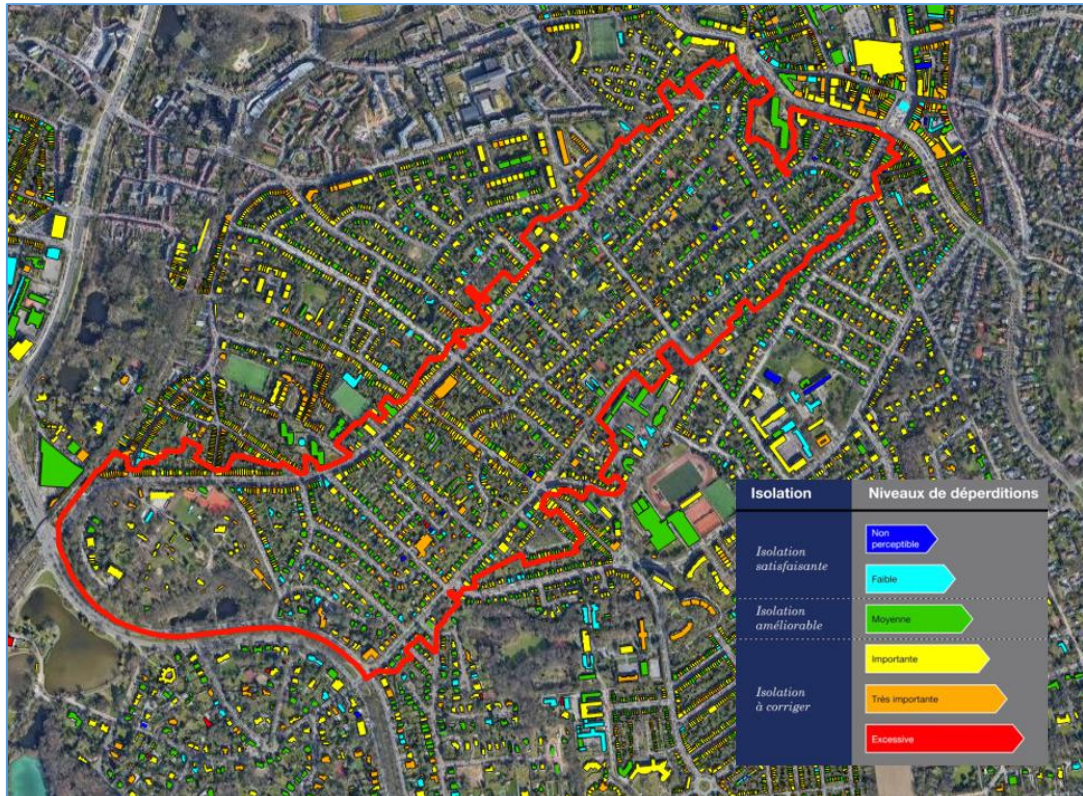 Isolation
Niveaux de déperditions
Isolation
satisfaisante
Non
perceptible
Faible
Isolation
améliorable
Moyenne
Isolation
à corriger
Importante
Très importante
Excessive